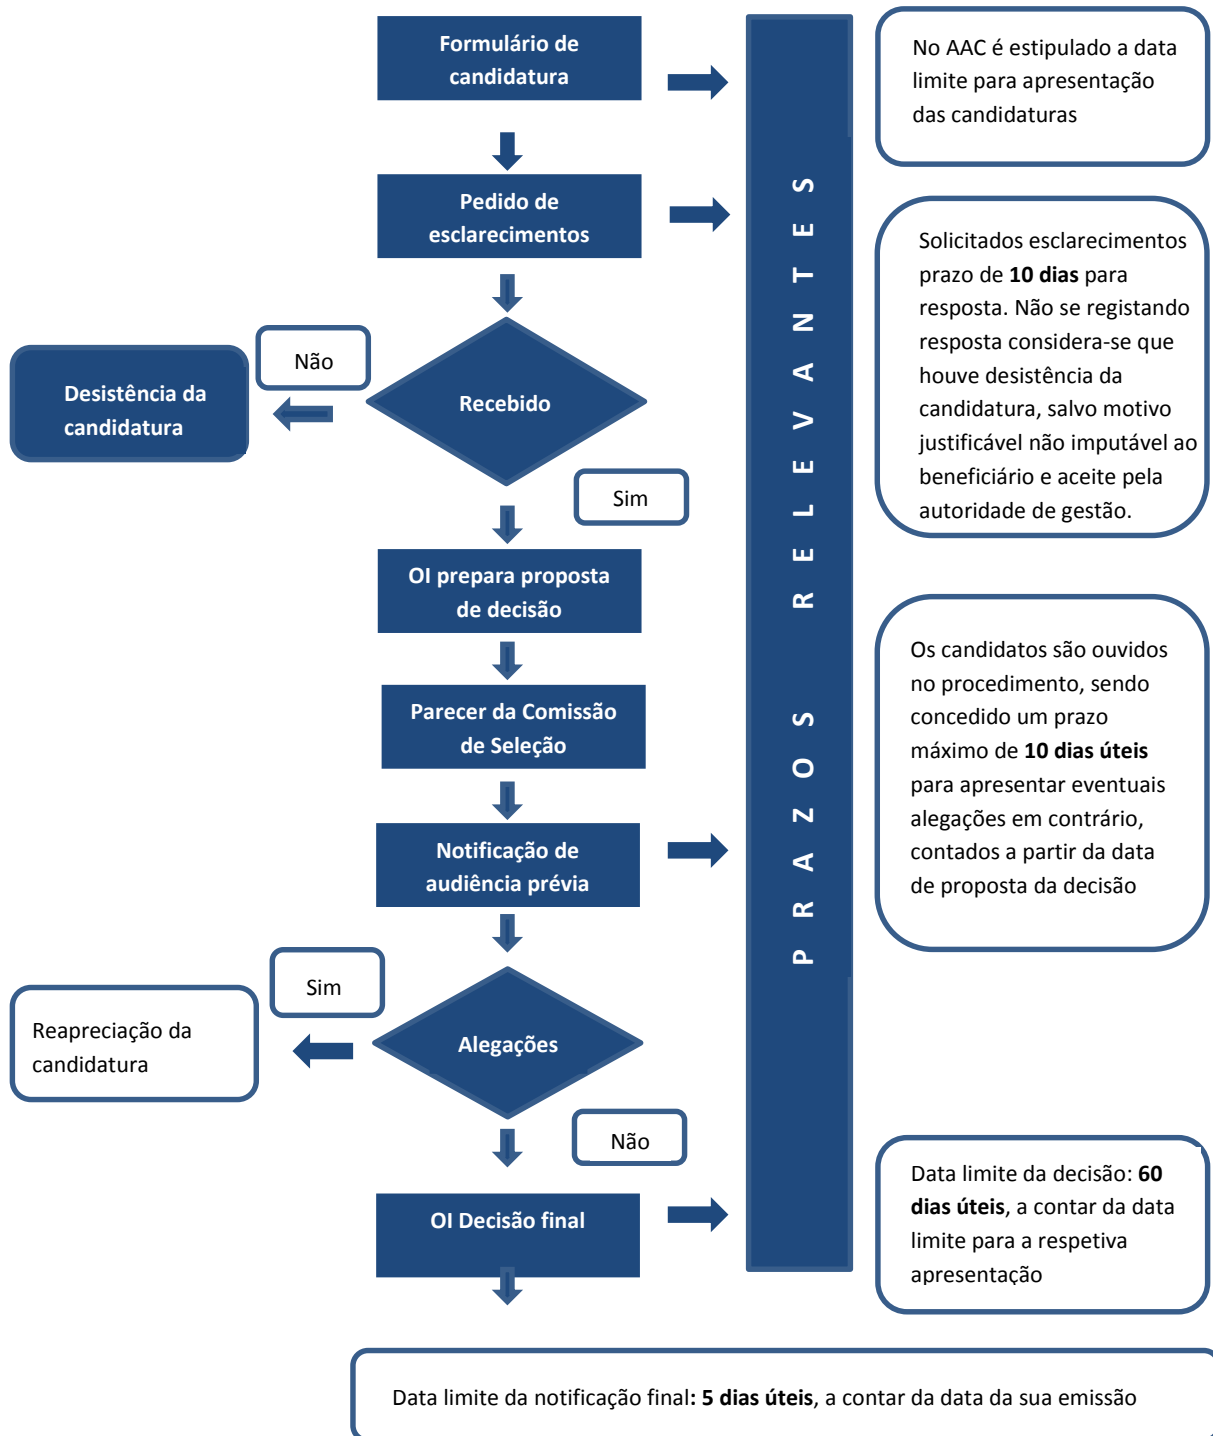 Formulário de
candidatura
No AAC é estipulado a data
limite para apresentação
das candidaturas
Pedido de
esclarecimentos
Solicitados esclarecimentos
prazo de 10 dias para
resposta. Não se registando
resposta considera-se que
houve desistência da
candidatura, salvo motivo
justificável não imputável ao
beneficiário e aceite pela
autoridade de gestão.
Recebido
Não
Desistência da
candidatura
Sim
OI prepara proposta
de decisão
Parecer da Comissão
de Seleção
Notificação de
audiência prévia
Os candidatos são ouvidos
no procedimento, sendo
concedido um prazo
máximo de 10 dias úteis
para apresentar eventuais
alegações em contrário,
contados a partir da data
de proposta da decisão
Alegações
Sim
Reapreciação da
candidatura
Não
OI Decisão final
Data limite da decisão: 60
dias úteis, a contar da data
limite para a respetiva
apresentação
PRAZOS RELEVANTES
Data limite da notificação final: 5 dias úteis, a contar da data da sua emissão